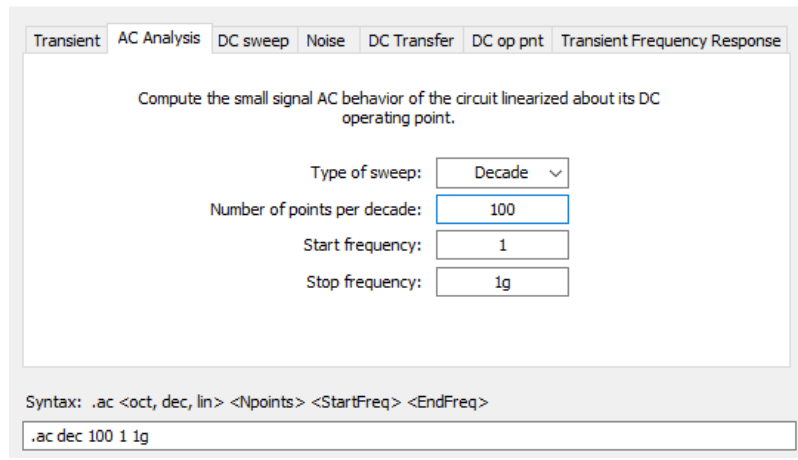 Transient AC Analysis DC sweep Noise DC Transfer DC op pnt Transient Frequency Response
Compute the small signal AC behavior of the circuit linearized about its DC
operating point.
Type of sweep: Decade
Number of points per decade: 100
Start frequency: 1
Stop frequency: 1g
Syntax: .ac <oct, dec, lin> <Npoints> <StartFreq> <EndFreq>
.ac dec 100 1 1g